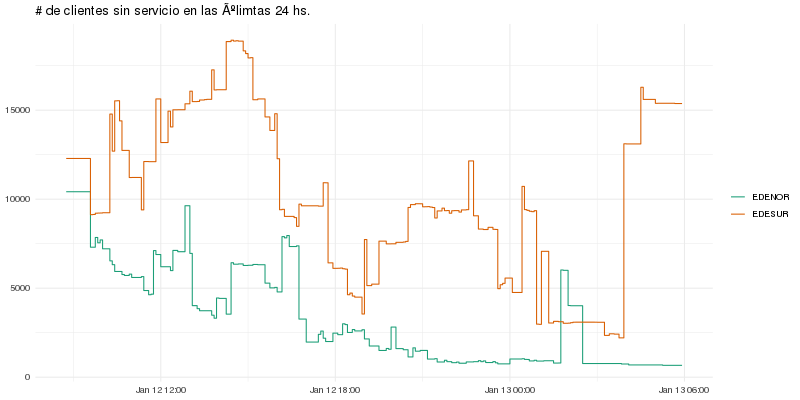 # de clientes sin servicio en las Ãºlimtas 24 hs.
15000
10000
5000
0
Jan 12 12:00
Jan 12 18:00
Jan 13 00:00
Jan 13 06:00
EDENOR
EDESUR